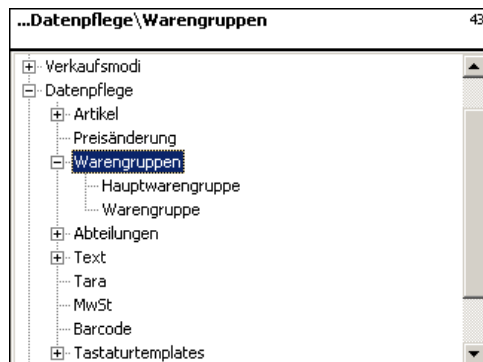 ...Datenpflege\Warengruppen 43
Verkaufsmodi
Datenpflege
Artikel
Preisänderung
Warengruppen
Hauptwarengruppe
Warengruppe
Abteilungen
Text
Tara
MwSt
Barcode
Tastaturtemplates